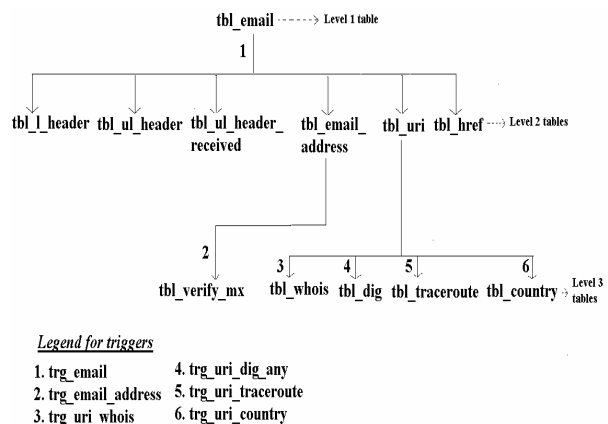 tbl_email Level 1 table
1
tbl_l_header tbl_ul_header tbl_ul_header_ tbl_email_ tbl_uri tbl_href Level 2 tables
received address
2 3 4 5 6
tbl_verify_mx tbl_whois tbl_dig tbl_traceroute tbl_country Level 3
tables
Legend for triggers
1. trg_email 4. trg_uri_dig_any
2. trg_email_address 5. trg_uri_traceroute
3. trg_uri_whois 6. trg_uri_country